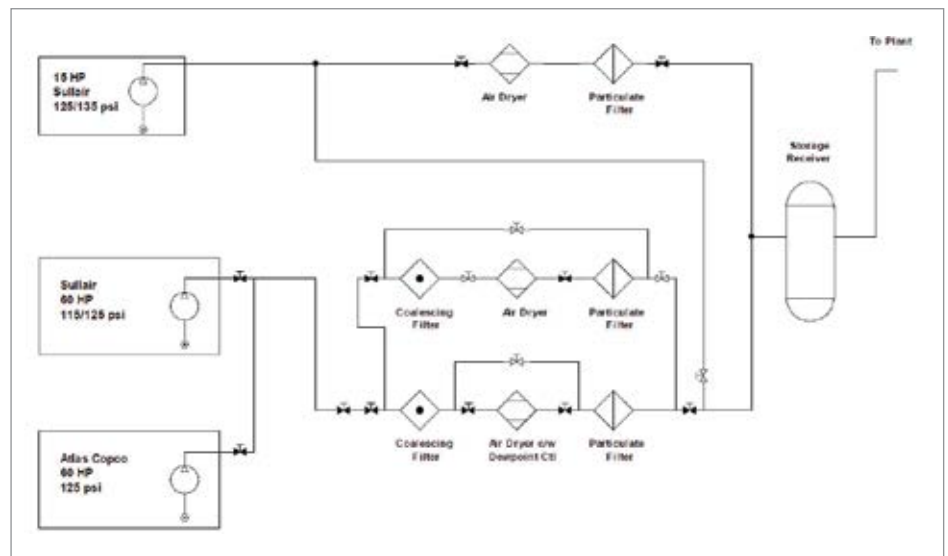 To Plant
15 HP
Sullair
125/135 psi
Air Dryer
Particulate
Filter
Storage
Receiver
Sullair
60 HP
115/125 psi
Coalescing
Filter
Air Dryer
Particulate
Filter
Coalescing
Filter
Air Dryer c/w
Dewpoint Ctl
Particulate
Filter
Atlas Copco
60 HP
125 psi